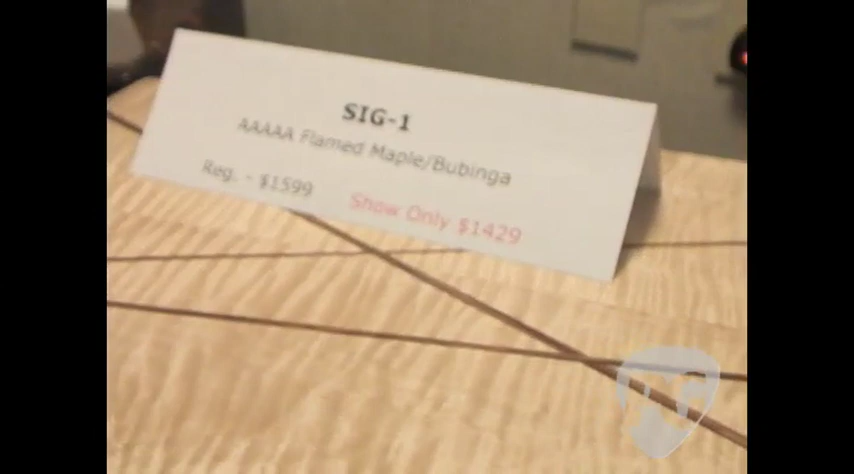 SIG-1
AAAAA Flamed Maple/Bubinga
Reg. - $1599
Show Only $1429